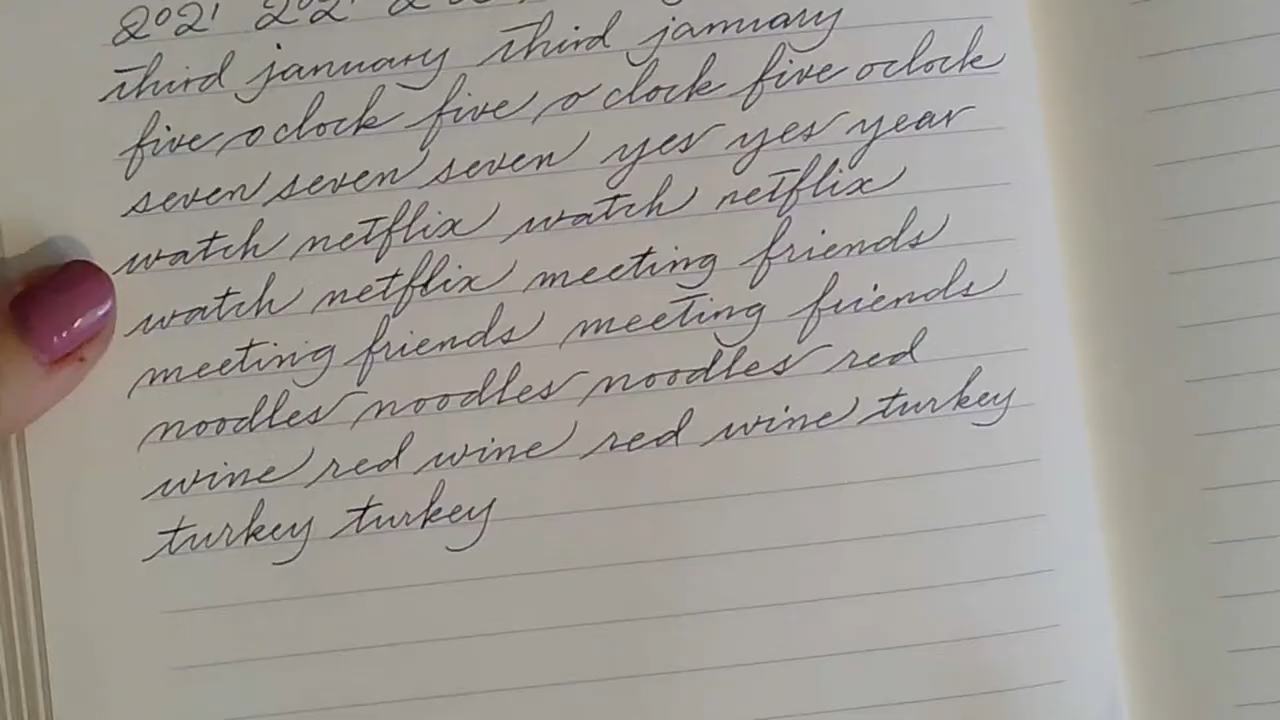 2021 2021
third january third january
five oclock five o clock five oclock
seven seven seven yes yes year
watch netflix watch netflix
watch netflix meeting friends
meeting friends meeting friends
noodles noodles noodles red
wine red wine red wine turkey
turkey turkey